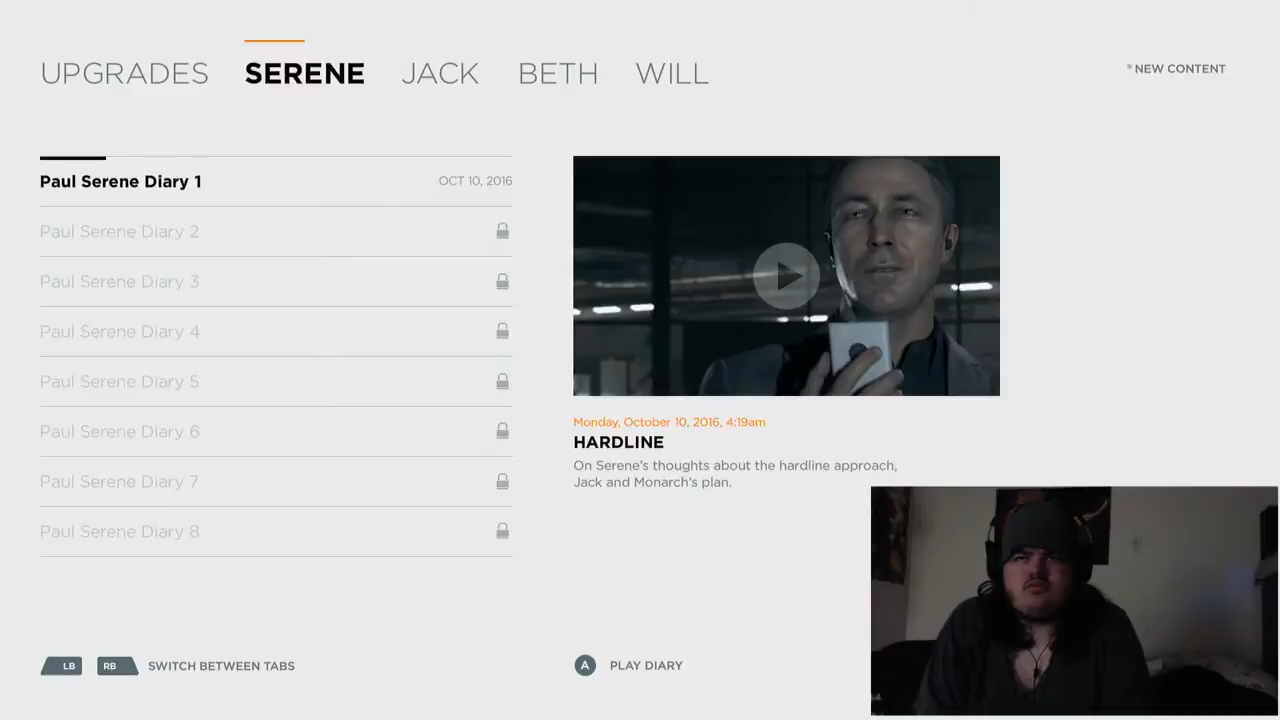 UPGRADES SERENE JACK BETH WILL
NEW CONTENT
Paul Serene Diary 1 OCT 10, 2016
Paul Serene Diary 2
Paul Serene Diary 3
Paul Serene Diary 4
Paul Serene Diary 5
Paul Serene Diary 6
Paul Serene Diary 7
Paul Serene Diary 8
Monday, October 10, 2016, 4:19am
HARDLINE
On Serene's thoughts about the hardline approach,
Jack and Monarch's plan.
LB RB SWITCH BETWEEN TABS
A PLAY DIARY